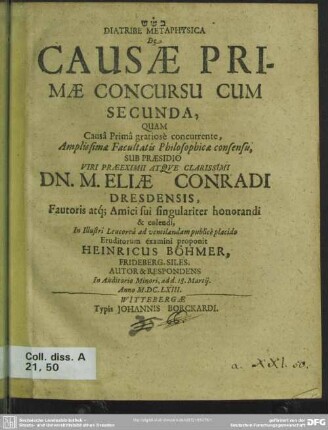 בשש
DIATRIBE METAPHYSICA
De
CAUSÆ PRI-
MÆ CONCURSU CUM
SECUNDA,
QUAM
Causâ Primâ gratiosè concurrente,
Amplissimæ Facultatis Philosophicæ consensu,
SUB PRÆSIDIO
VIRI PRÆEXIMII ATQVE CLARISSIMI
DN. M. ELIÆ CONRADI
DRESDENSIS,
Fautoris atq; Amici sui singulariter honorandi
& colendi,
In Illustri Leucoreâ ad ventilandum publicè placido
Eruditorum examini proponit
HEINRICUS BÖHMER,
FRIDEBERG. SILES.
AUTOR & RESPONDENS
In Auditorio Minori, ad d. 18. Martij.
Anno M.DC.LXIII.
WITTEBERGÆ
Typis JOHANNIS BORCKARDI.
Coll. diss. A
21, 50